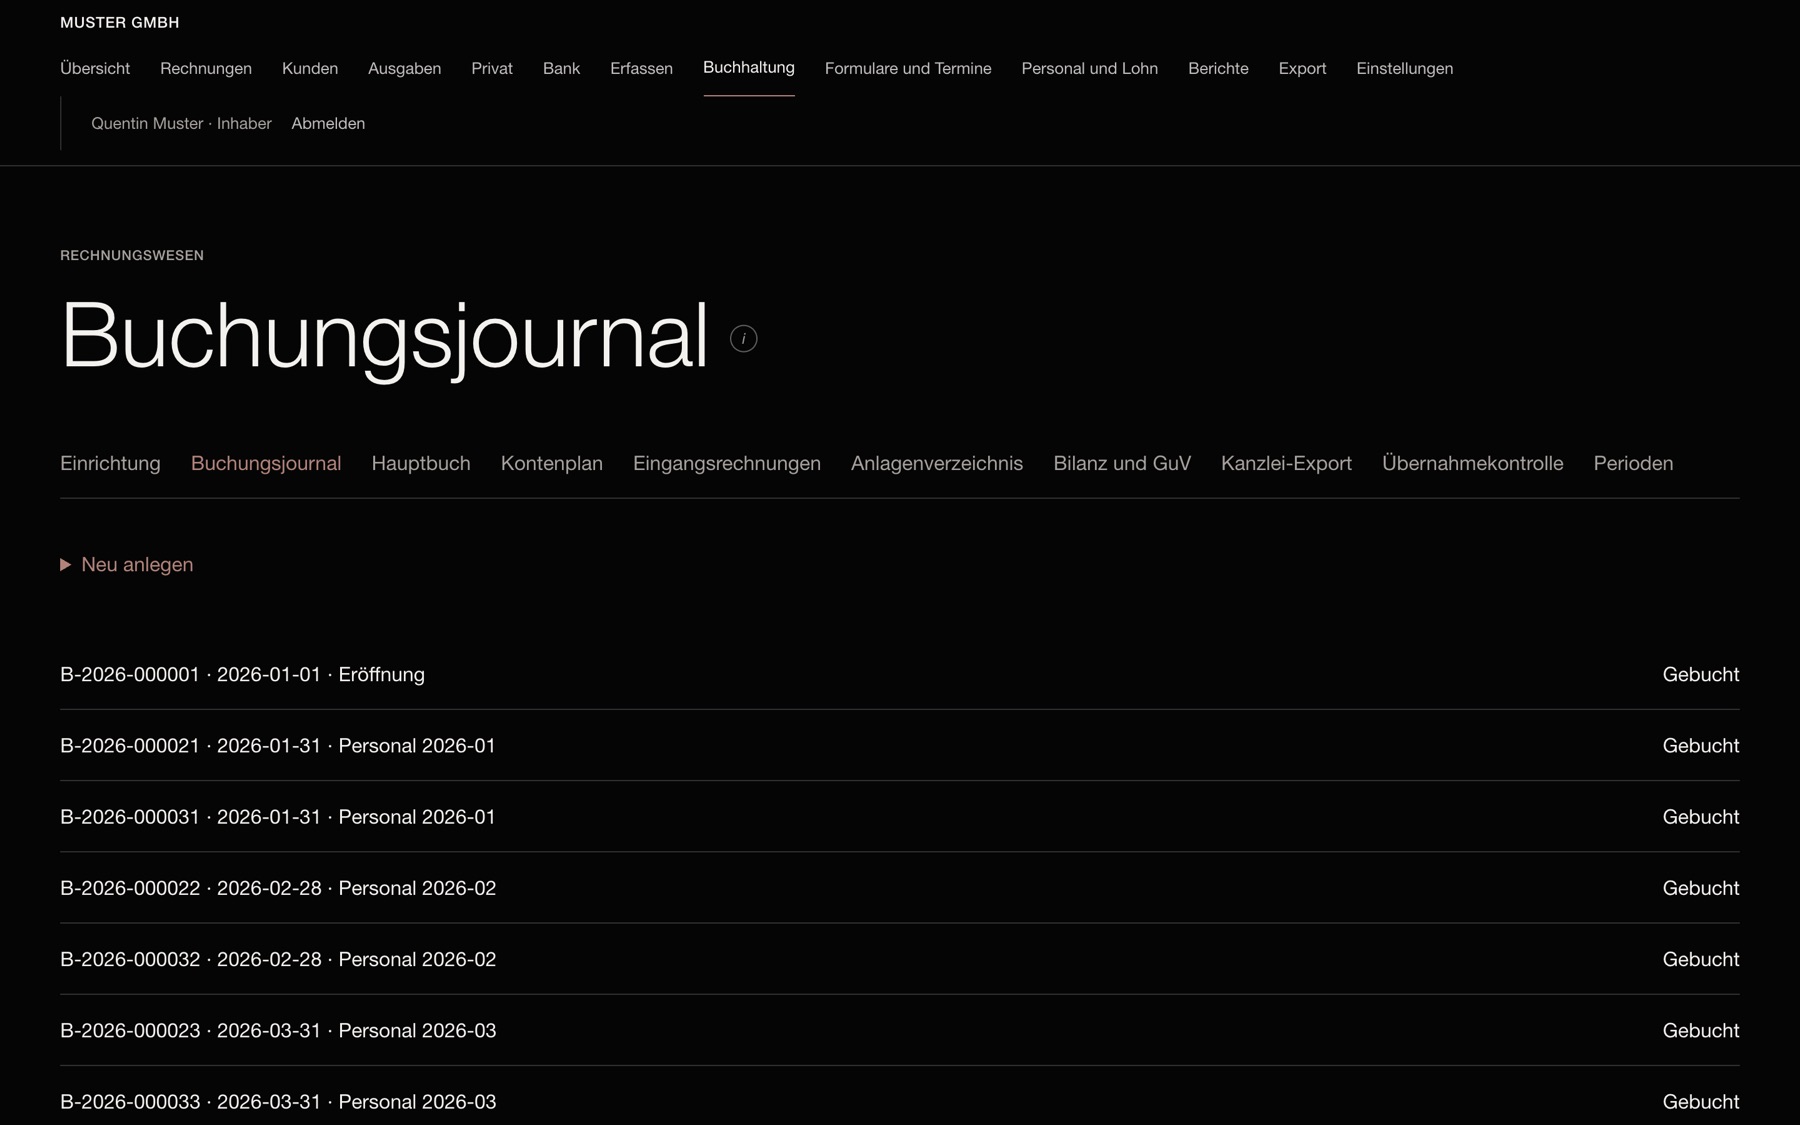 MUSTER GMBH
Übersicht Rechnungen Kunden Ausgaben Privat Bank Erfassen Buchhaltung Formulare und Termine Personal und Lohn Berichte Export Einstellungen
Quentin Muster · Inhaber Abmelden
RECHNUNGSWESEN
Buchungsjournal i
Einrichtung Buchungsjournal Hauptbuch Kontenplan Eingangsrechnungen Anlagenverzeichnis Bilanz und GuV Kanzlei-Export Übernahmekontrolle Perioden
Neu anlegen
B-2026-000001 · 2026-01-01 · Eröffnung Gebucht
B-2026-000021 · 2026-01-31 · Personal 2026-01 Gebucht
B-2026-000031 · 2026-01-31 · Personal 2026-01 Gebucht
B-2026-000022 · 2026-02-28 · Personal 2026-02 Gebucht
B-2026-000032 · 2026-02-28 · Personal 2026-02 Gebucht
B-2026-000023 · 2026-03-31 · Personal 2026-03 Gebucht
B-2026-000033 · 2026-03-31 · Personal 2026-03 Gebucht